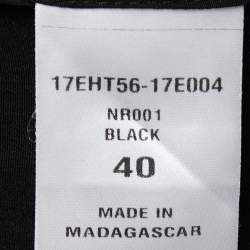 17EHT56-17E004
NR001
BLACK
40
MADE IN
MADAGASCAR